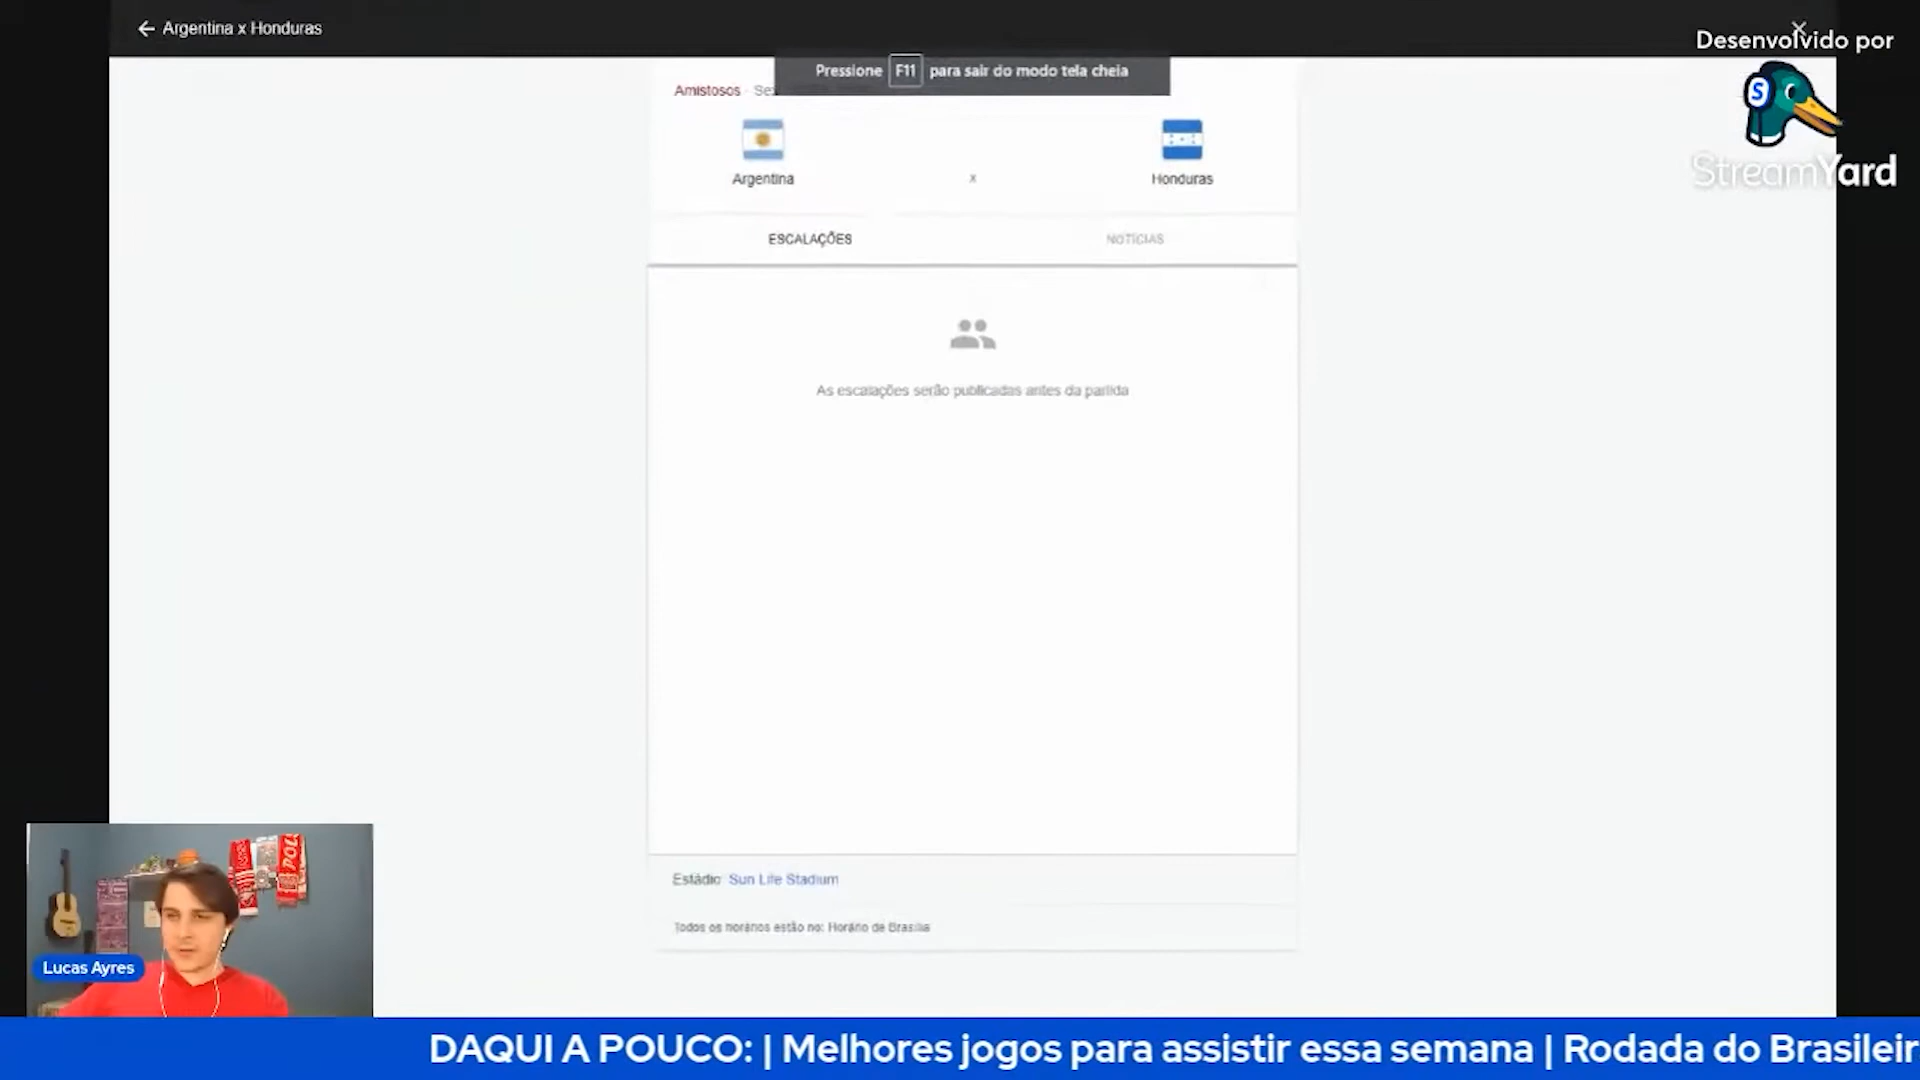 Argentina x Honduras
Desenvolvido por
StreamYard
Pressione F11 para sair do modo tela cheia
Amistosos
Argentina
x
Honduras
ESCALAÇÕES
NOTÍCIAS
As escalações serão publicadas antes da partida
Estádio: Sun Life Stadium
Todos os horários estão no: Horário de Brasília
Lucas Ayres
DAQUI A POUCO: | Melhores jogos para assistir essa semana | Rodada do Brasileir